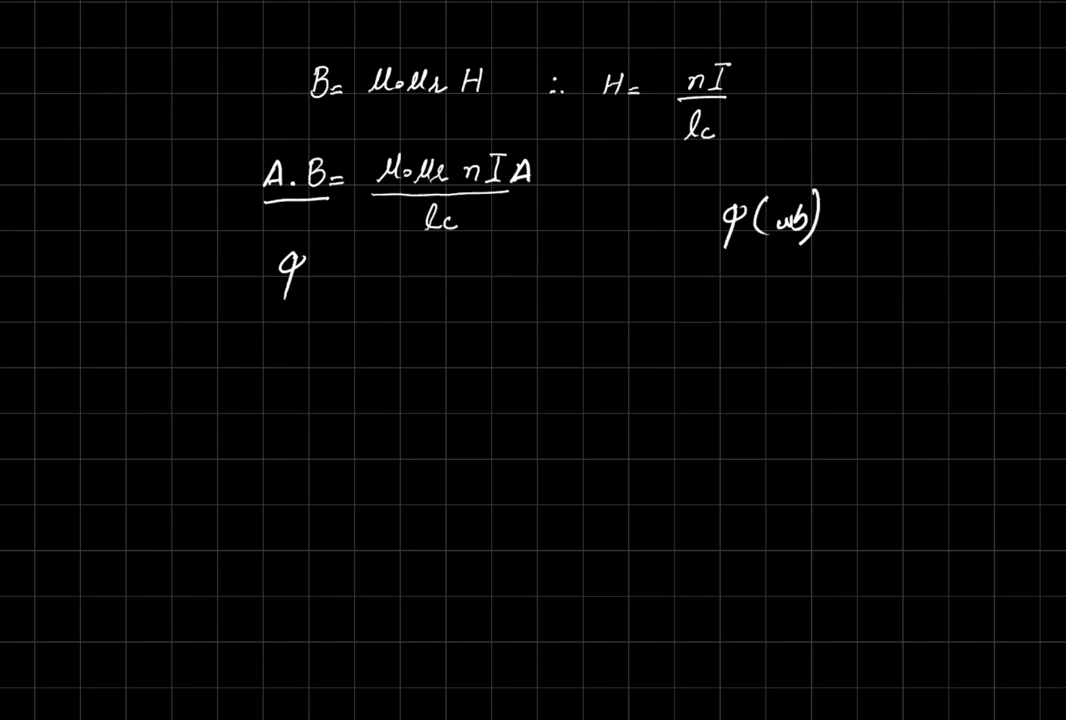 B= μ₀μr H ∴ H= nI/lc
A.B= μ₀μr nIA/lc
φ φ(wb)